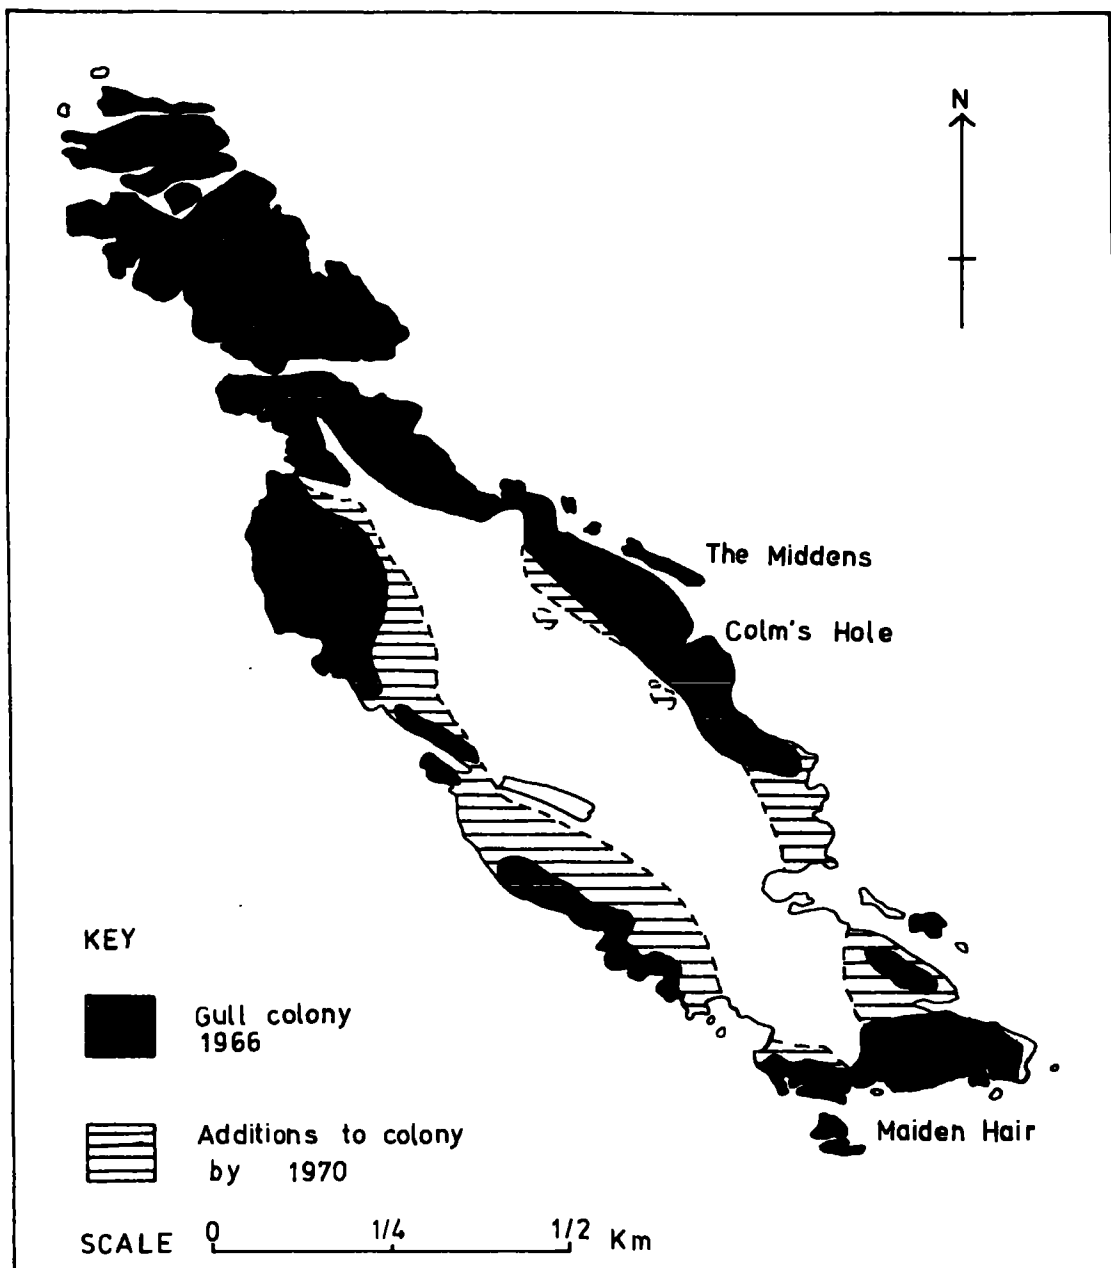 N
The Middens
Colm's Hole
KEY
Gull colony
1966
Additions to colony
by 1970
Maiden Hair
SCALE 0 1/4 1/2 Km